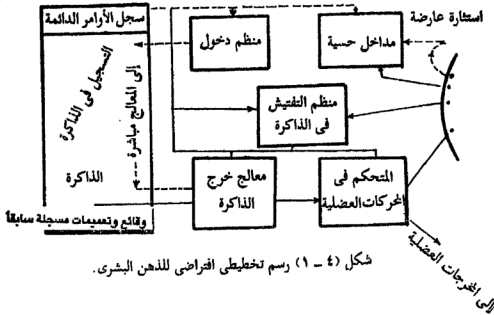 سجل الأوامر الدائمة
استثارة عارضة
منظم دخول
مداخل حسية
التسجيل فى الذاكرة
إلى المعالج مباشرة
منظم التفتيش
فى الذاكرة
الذاكرة
معالج خرج
الذاكرة
المتحكم فى
المحركات العضلية
وقائع وتعميمات مسجلة سابقاً
إلى المخرجات العضلية
شكل (٤ – ١) رسم تخطيطى افتراضى للذهن البشرى.